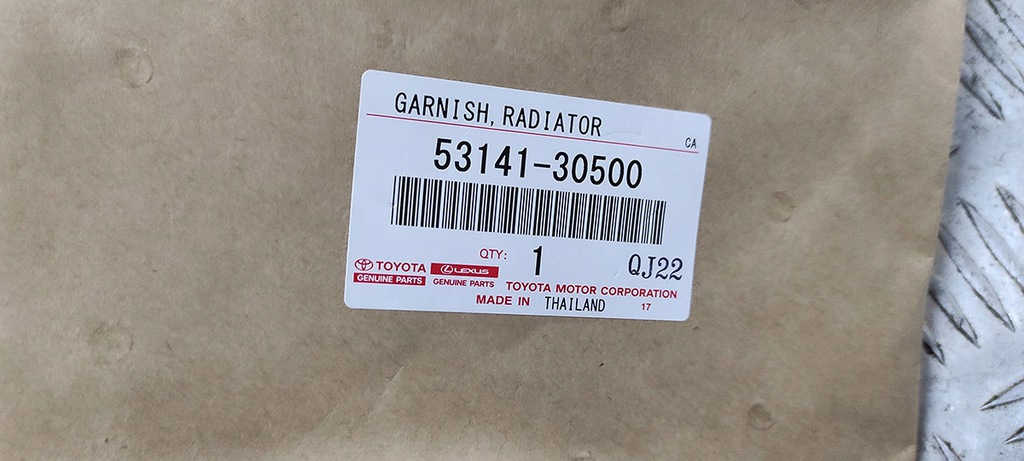 GARNISH, RADIATOR
CA
53141-30500
QTY: 1 QJ22
TOYOTA LEXUS
GENUINE PARTS GENUINE PARTS TOYOTA MOTOR CORPORATION
MADE IN THAILAND 17